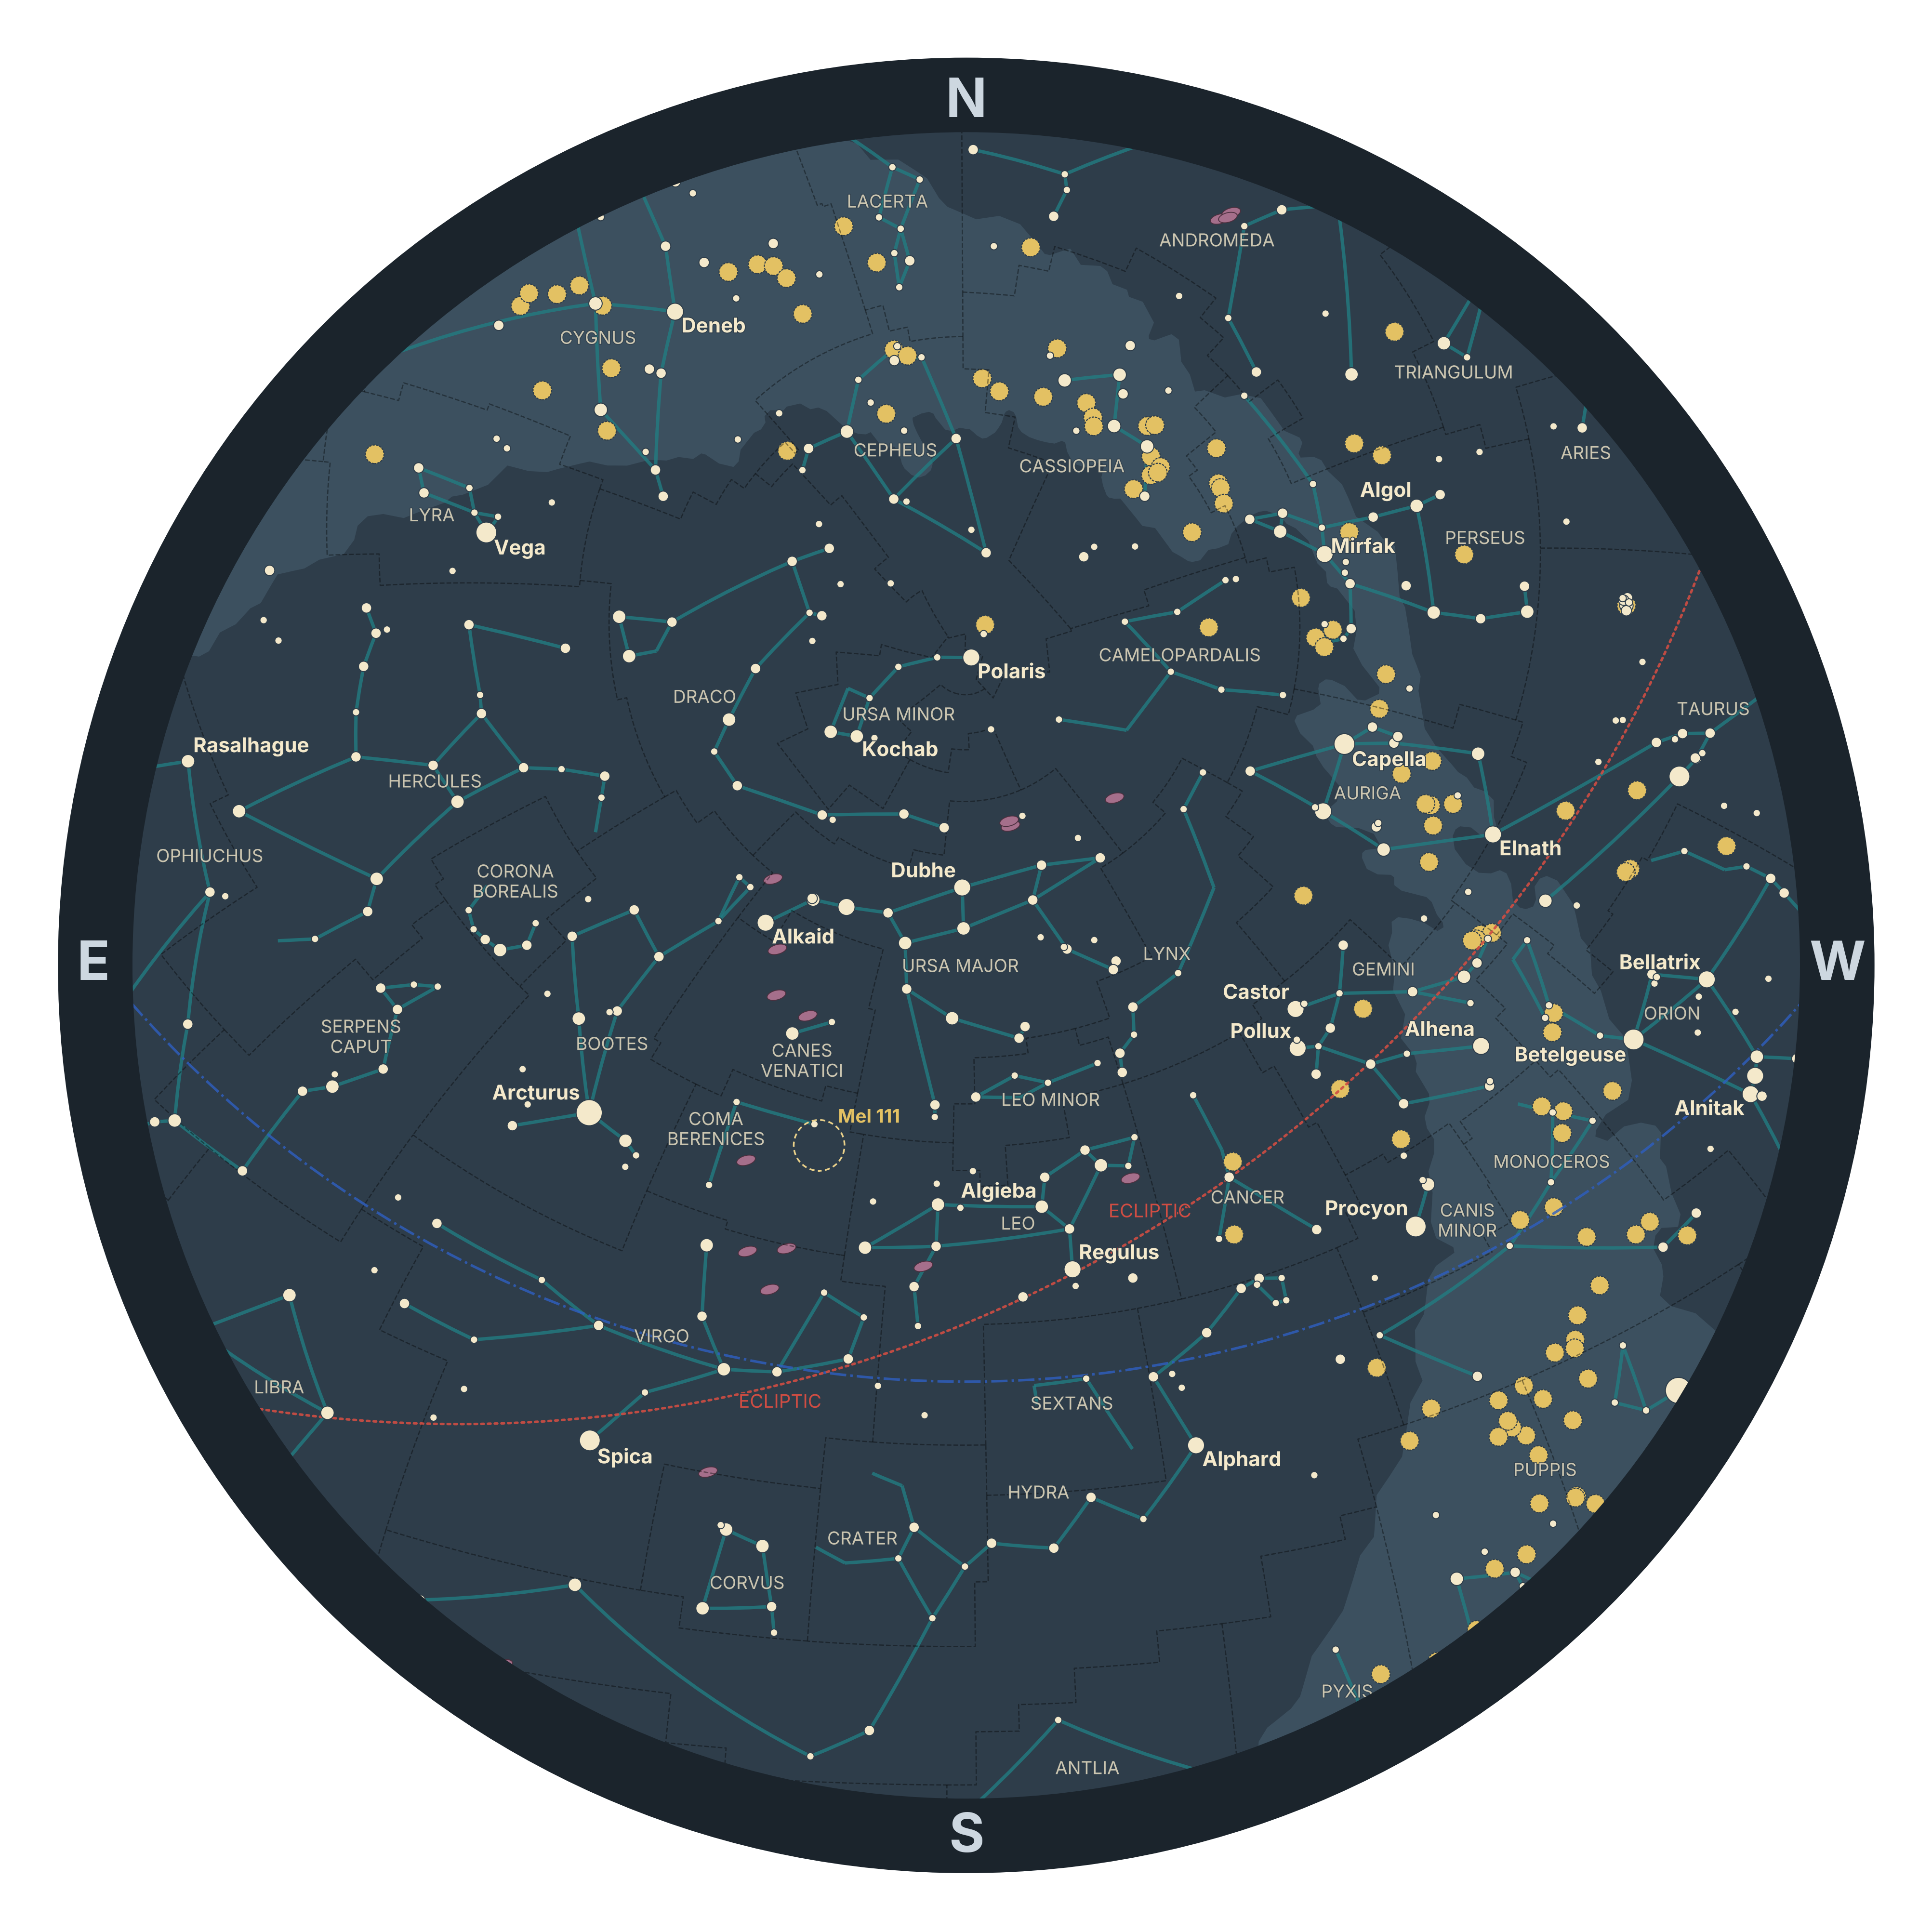 N
LACERTA
ANDROMEDA
Deneb
CYGNUS
TRIANGULUM
CEPHEUS
CASSIOPEIA
ARIES
Algol
LYRA
Vega
Mirfak
PERSEUS
CAMELOPARDALIS
Polaris
DRACO
URSA MINOR
TAURUS
Kochab
Rasalhague
Capella
HERCULES
AURIGA
OPHIUCHUS
Elnath
CORONA
BOREALIS
Dubhe
Alkaid
URSA MAJOR
LYNX
E
W
GEMINI
Bellatrix
Castor
ORION
SERPENS
CAPUT
Pollux
Alhena
BOOTES
CANES
VENATICI
Betelgeuse
Arcturus
LEO MINOR
Alnitak
Mel 111
COMA
BERENICES
MONOCEROS
Algieba
CANCER
ECLIPTIC
Procyon
CANIS
MINOR
LEO
Regulus
VIRGO
LIBRA
ECLIPTIC
SEXTANS
Spica
Alphard
PUPPIS
HYDRA
CRATER
CORVUS
PYXIS
ANTLIA
S